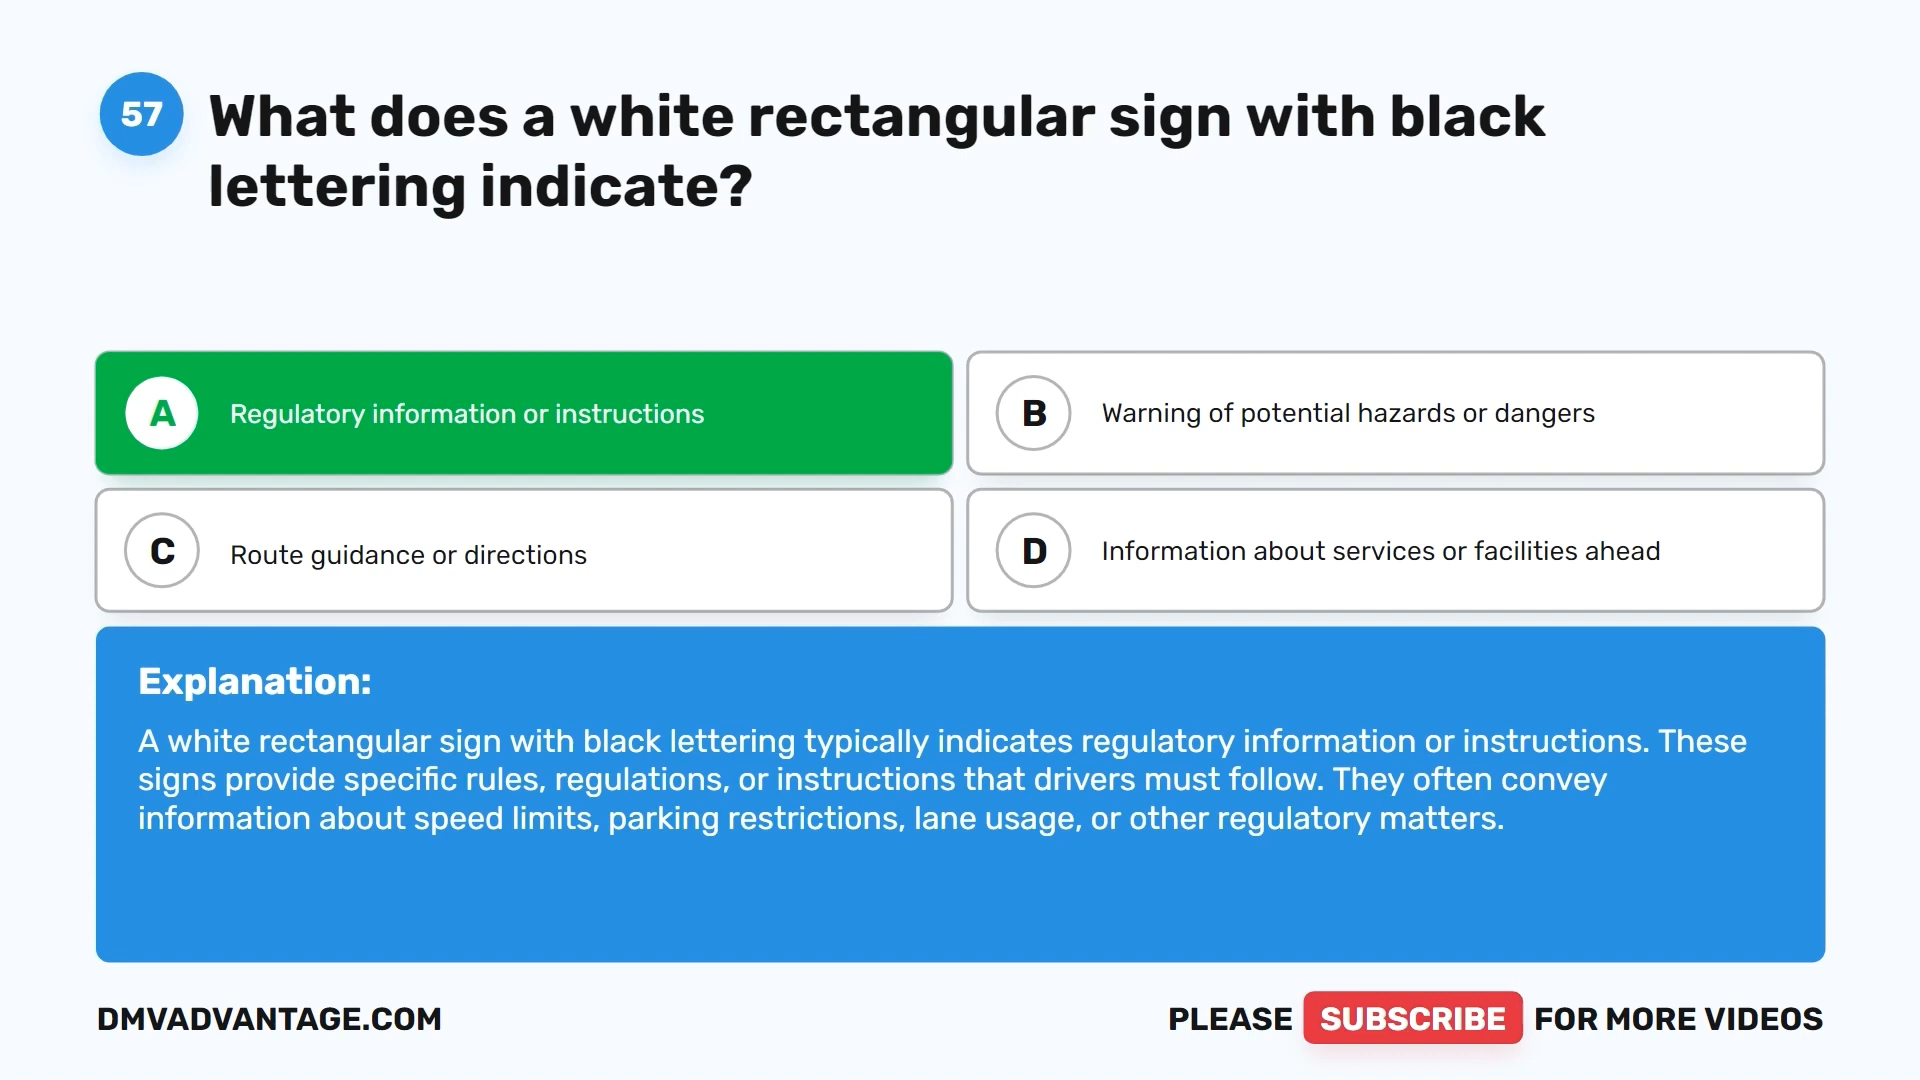 57
What does a white rectangular sign with black
lettering indicate?
A Regulatory information or instructions
B Warning of potential hazards or dangers
C Route guidance or directions
D Information about services or facilities ahead
Explanation:
A white rectangular sign with black lettering typically indicates regulatory information or instructions. These
signs provide specific rules, regulations, or instructions that drivers must follow. They often convey
information about speed limits, parking restrictions, lane usage, or other regulatory matters.
DMVADVANTAGE.COM
PLEASE SUBSCRIBE FOR MORE VIDEOS